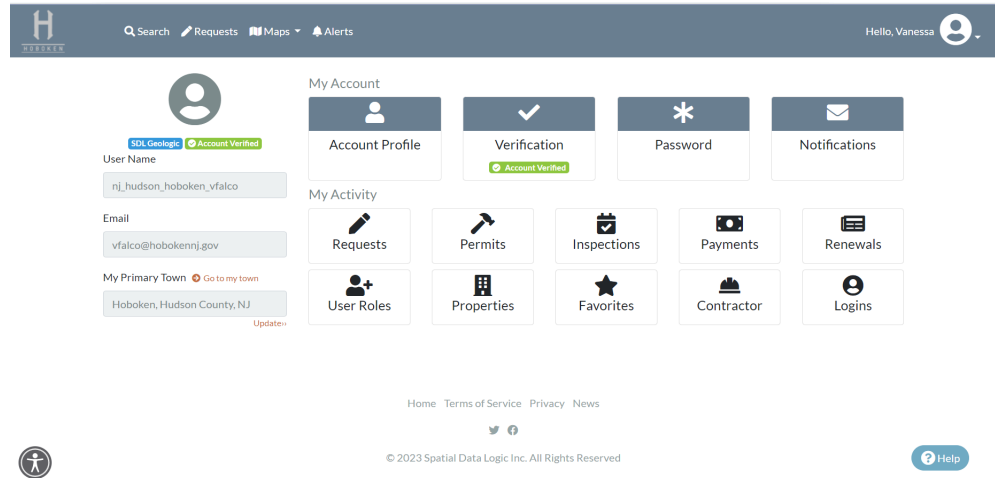 H
HOBOKEN
Search Requests Maps Alerts
Hello, Vanessa
SDL Geologic Account Verified
User Name
nj_hudson_hoboken_vfalco
Email
vfalco@hobokennj.gov
My Primary Town Go to my town
Hoboken, Hudson County, NJ
Update››
My Account
Account Profile Verification Password Notifications
Account Verified
My Activity
Requests Permits Inspections Payments Renewals
User Roles Properties Favorites Contractor Logins
Home Terms of Service Privacy News
© 2023 Spatial Data Logic Inc. All Rights Reserved
? Help